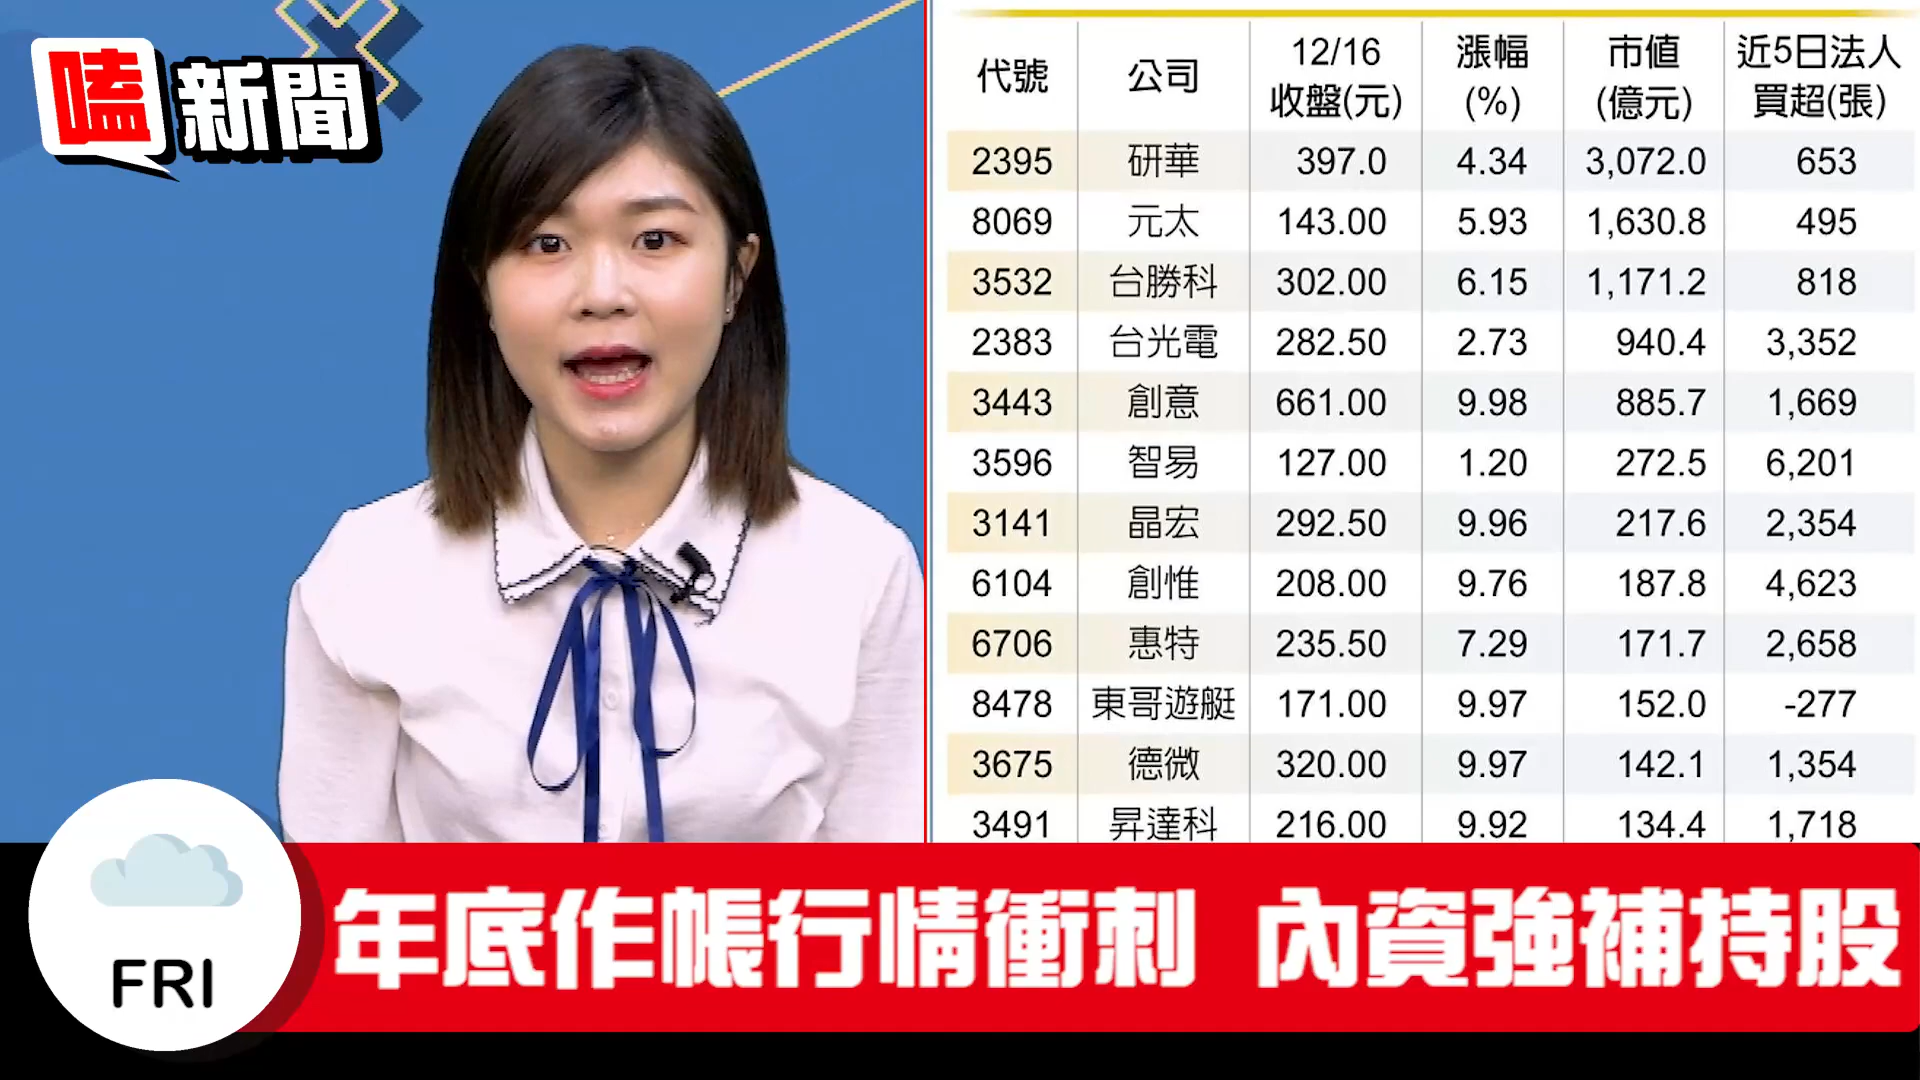 嗑新聞
代號 公司 12/16 收盤(元) 漲幅(%) 市值(億元) 近5日法人買超(張)
2395 研華 397.0 4.34 3,072.0 653
8069 元太 143.00 5.93 1,630.8 495
3532 台勝科 302.00 6.15 1,171.2 818
2383 台光電 282.50 2.73 940.4 3,352
3443 創意 661.00 9.98 885.7 1,669
3596 智易 127.00 1.20 272.5 6,201
3141 晶宏 292.50 9.96 217.6 2,354
6104 創惟 208.00 9.76 187.8 4,623
6706 惠特 235.50 7.29 171.7 2,658
8478 東哥遊艇 171.00 9.97 152.0 -277
3675 德微 320.00 9.97 142.1 1,354
3491 昇達科 216.00 9.92 134.4 1,718
FRI
年底作帳行情衝刺 內資強補持股